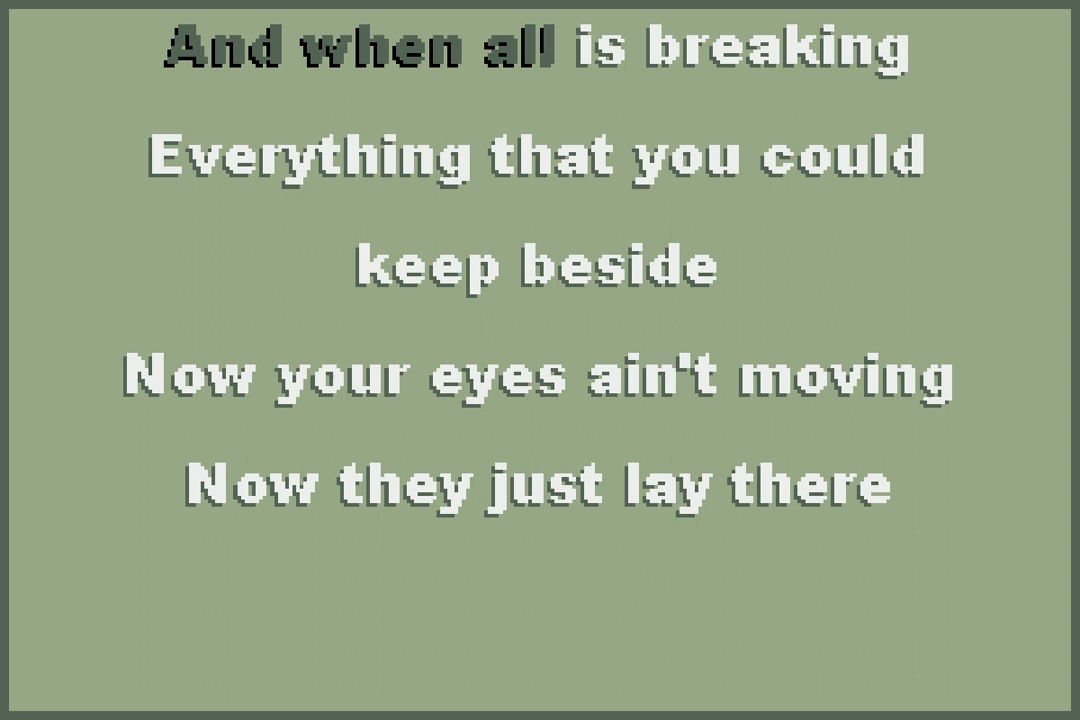 And when all is breaking
Everything that you could
keep beside
Now your eyes ain't moving
Now they just lay there